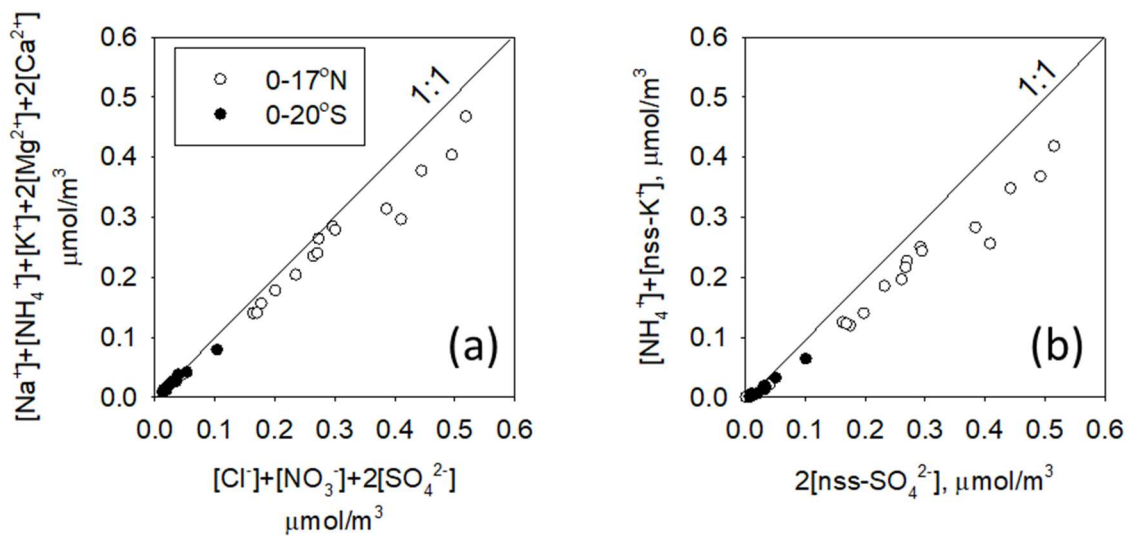 [Na⁺]+[NH₄⁺]+[K⁺]+2[Mg²⁺]+2[Ca²⁺]
μmol/m³
0.6
0.5
0.4
0.3
0.2
0.1
0.0
0-17°N
0-20°S
1:1
(a)
0.0 0.1 0.2 0.3 0.4 0.5 0.6
[Cl⁻]+[NO₃⁻]+2[SO₄²⁻]
μmol/m³
[NH₄⁺]+[nss-K⁺], μmol/m³
0.6
0.5
0.4
0.3
0.2
0.1
0.0
1:1
(b)
0.0 0.1 0.2 0.3 0.4 0.5 0.6
2[nss-SO₄²⁻], μmol/m³